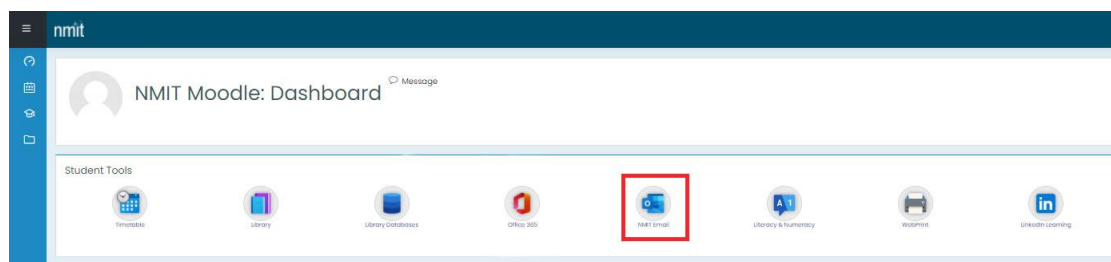 nmit
Message
NMIT Moodle: Dashboard
Student Tools
Timetable
Library
Library Databases
Office 365
NMIT Email
Literacy & Numeracy
WebPrint
LinkedIn Learning